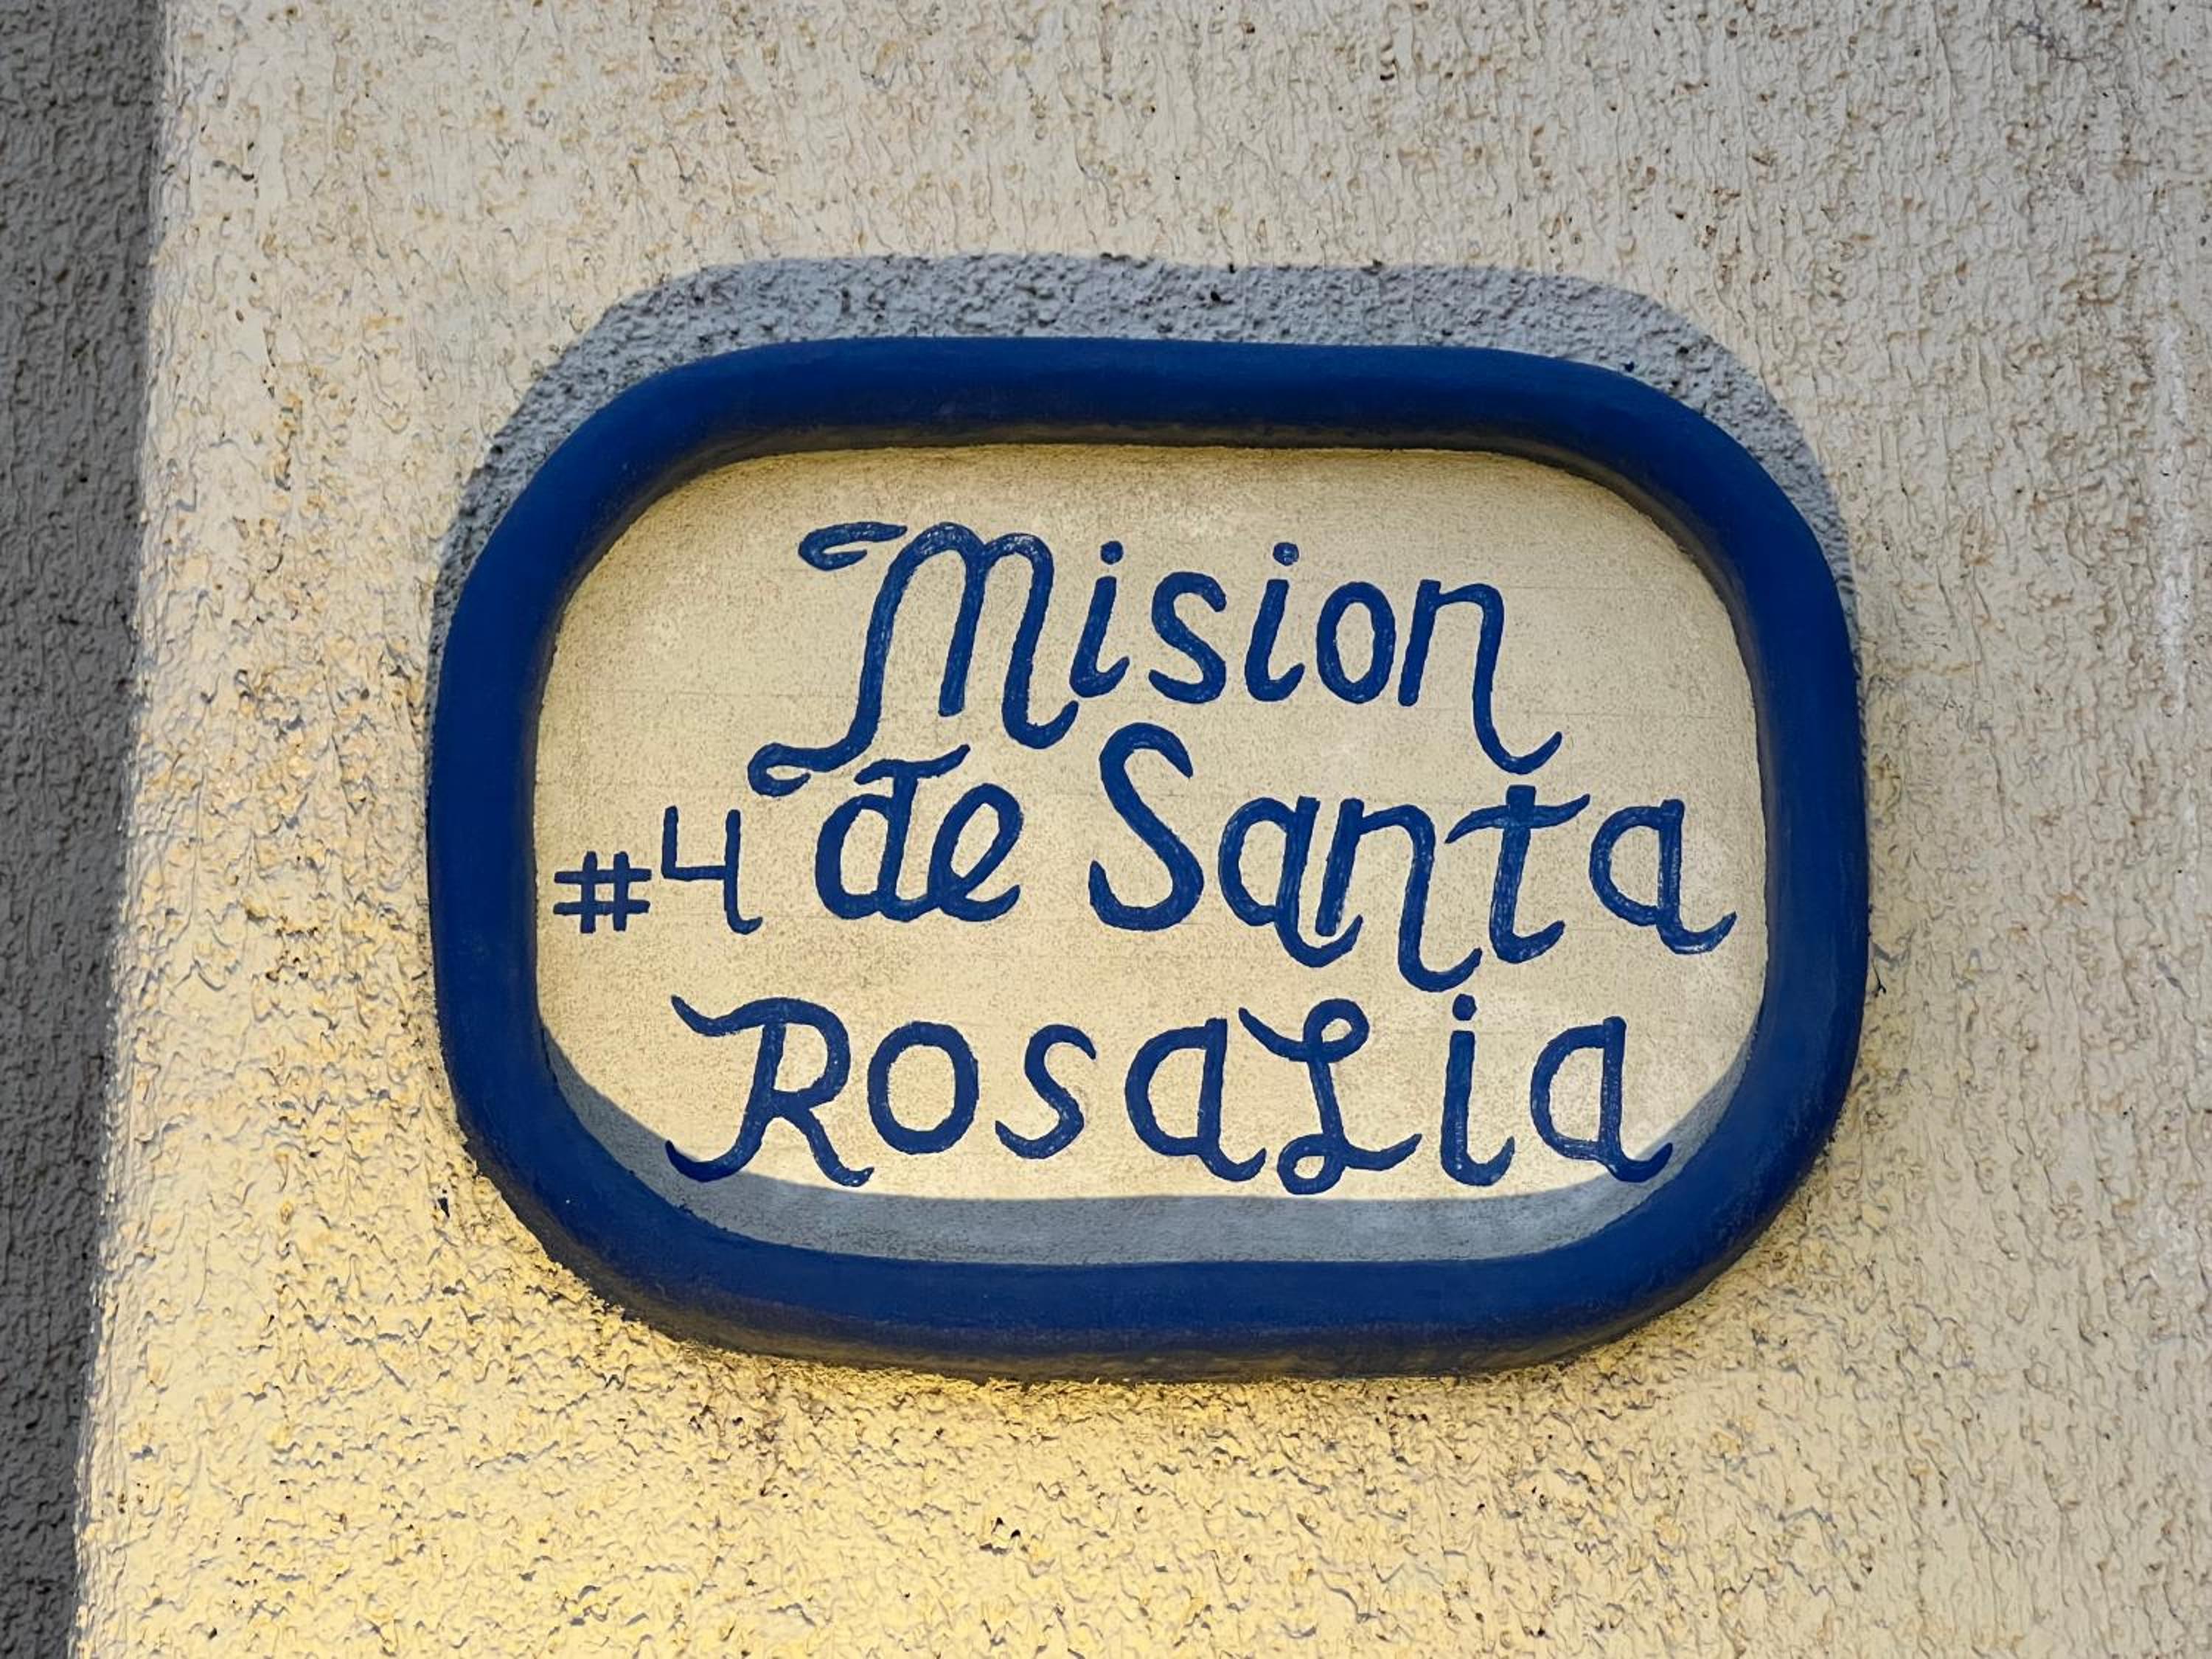 Mision
#4 de Santa
RosaLia